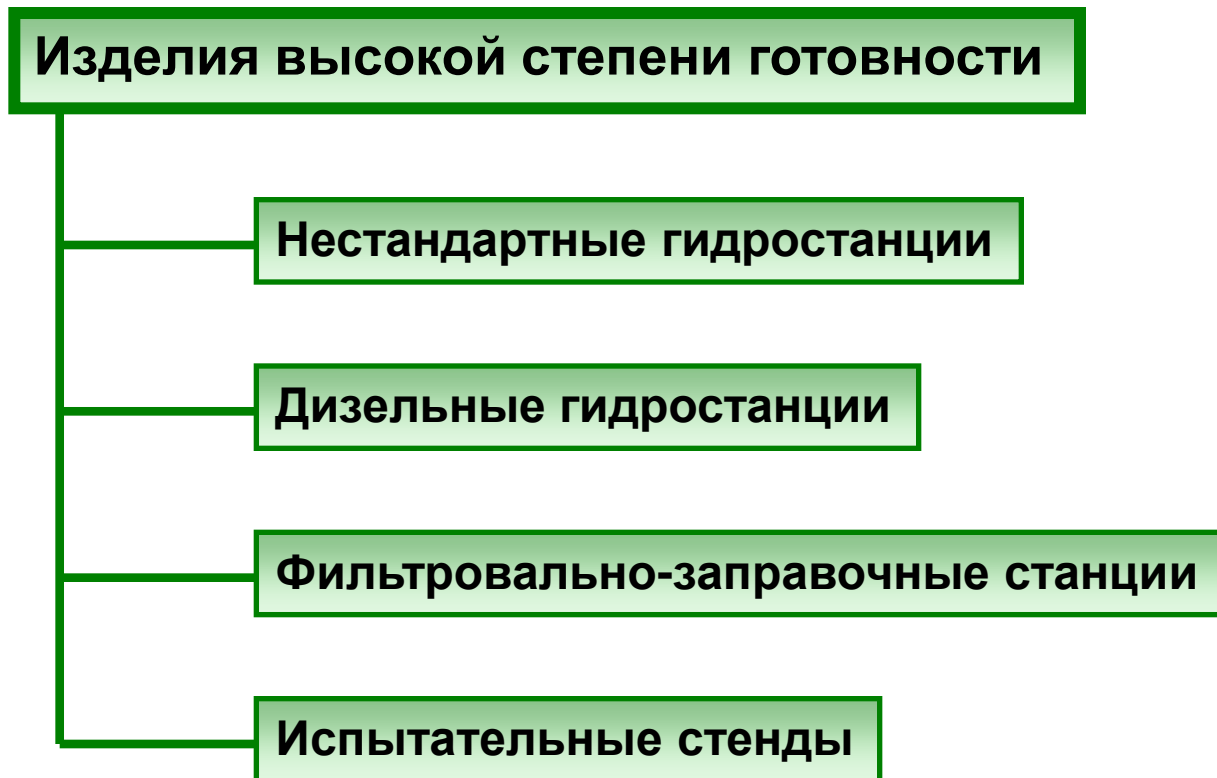 Изделия высокой степени готовности
Нестандартные гидростанции
Дизельные гидростанции
Фильтровально-заправочные станции
Испытательные стенды